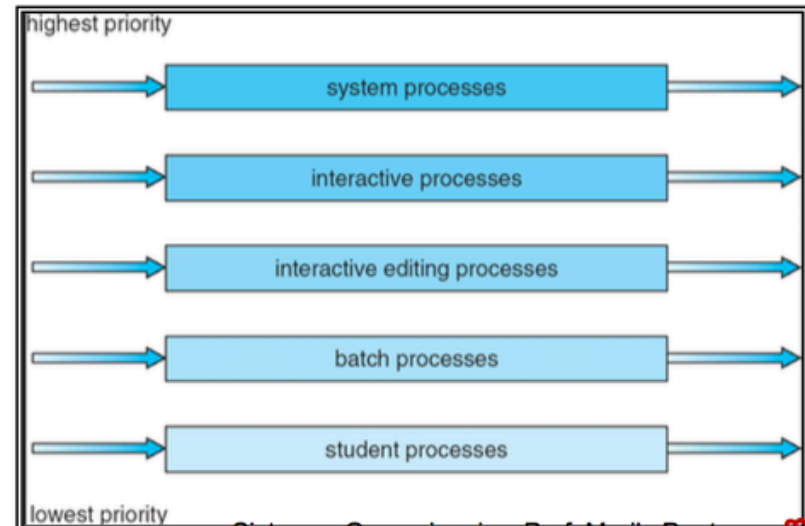 highest priority
system processes
interactive processes
interactive editing processes
batch processes
student processes
lowest priority